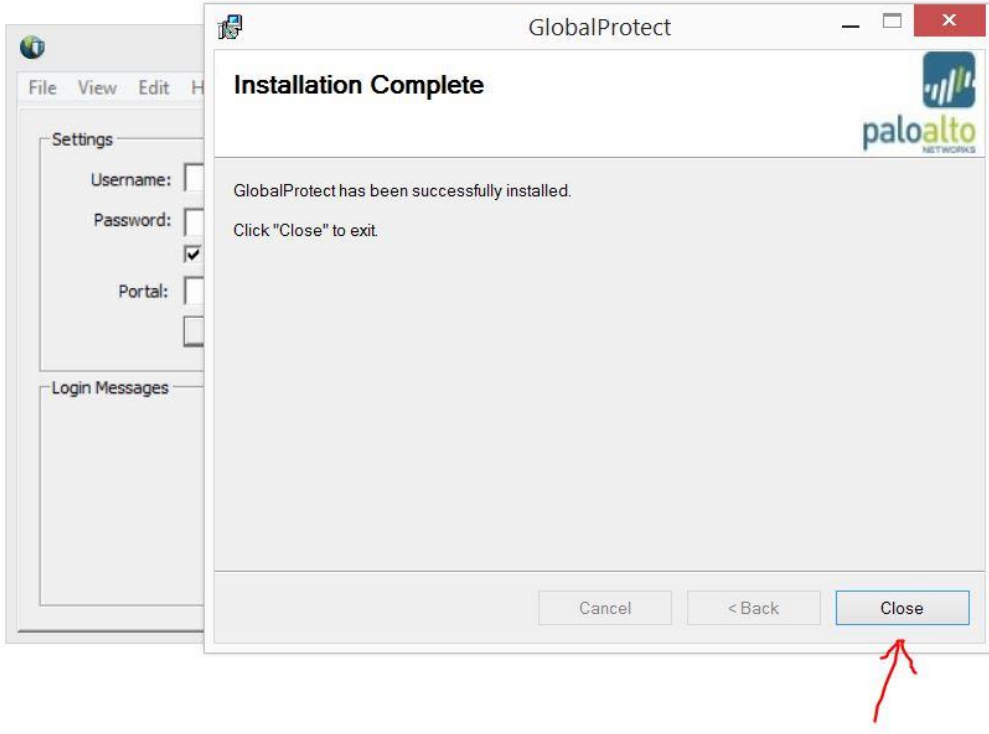 GlobalProtect
File View Edit H
Installation Complete
paloalto
NETWORKS
Settings
Username:
Password:
Portal:
Login Messages
GlobalProtect has been successfully installed.
Click "Close" to exit.
Cancel
< Back
Close